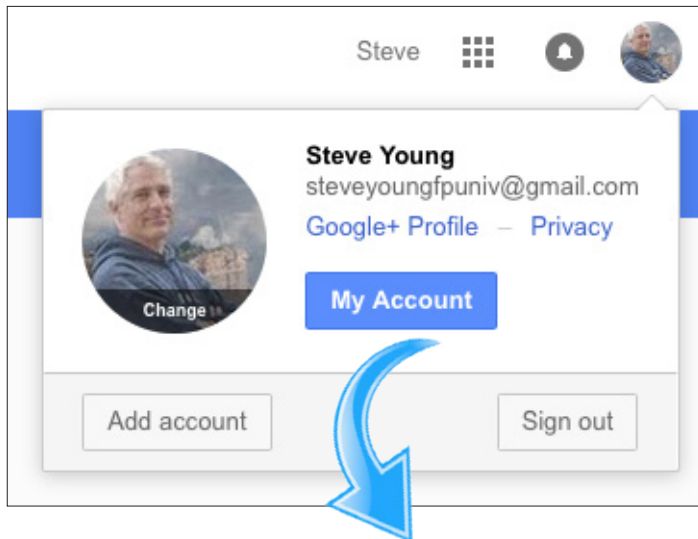 Steve
Steve Young
steveyoungfpuniv@gmail.com
Google+ Profile – Privacy
Change
My Account
Add account
Sign out